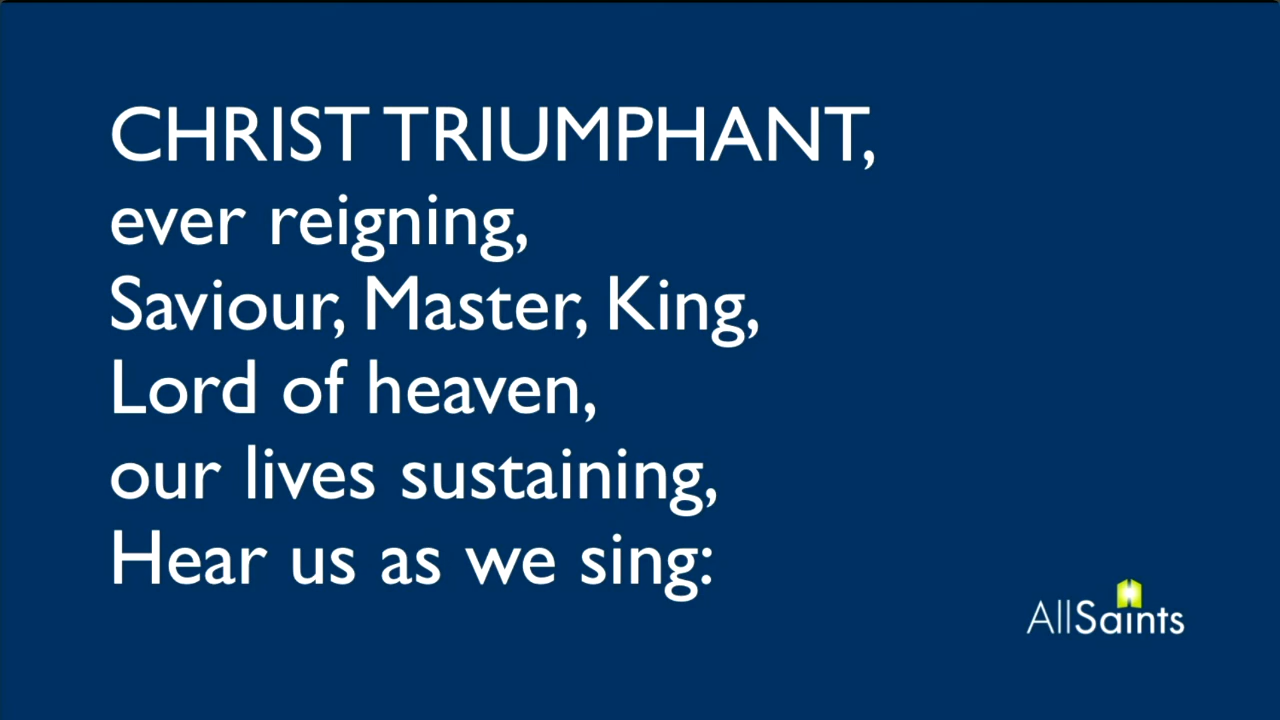 CHRIST TRIUMPHANT,
ever reigning,
Saviour, Master, King,
Lord of heaven,
our lives sustaining,
Hear us as we sing:
AllSaints